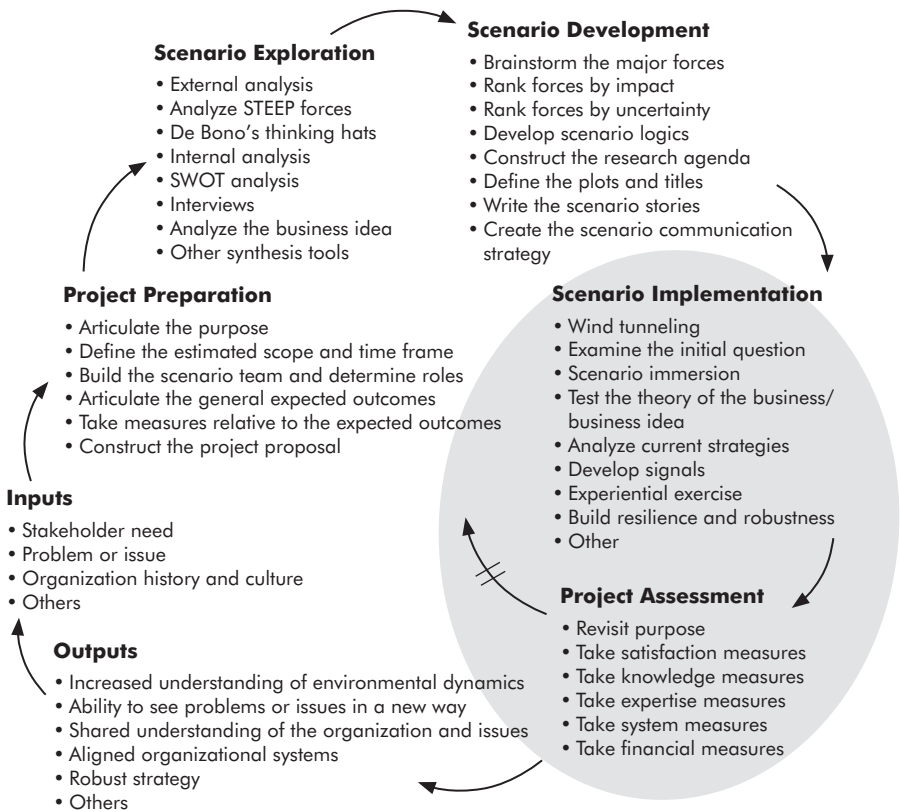 Scenario Exploration
• External analysis
• Analyze STEEP forces
• De Bono's thinking hats
• Internal analysis
• SWOT analysis
• Interviews
• Analyze the business idea
• Other synthesis tools
Scenario Development
• Brainstorm the major forces
• Rank forces by impact
• Rank forces by uncertainty
• Develop scenario logics
• Construct the research agenda
• Define the plots and titles
• Write the scenario stories
• Create the scenario communication
strategy
Project Preparation
• Articulate the purpose
• Define the estimated scope and time frame
• Build the scenario team and determine roles
• Articulate the general expected outcomes
• Take measures relative to the expected outcomes
• Construct the project proposal
Scenario Implementation
• Wind tunneling
• Examine the initial question
• Scenario immersion
• Test the theory of the business/
business idea
• Analyze current strategies
• Develop signals
• Experiential exercise
• Build resilience and robustness
• Other
Inputs
• Stakeholder need
• Problem or issue
• Organization history and culture
• Others
Project Assessment
• Revisit purpose
• Take satisfaction measures
• Take knowledge measures
• Take expertise measures
• Take system measures
• Take financial measures
Outputs
• Increased understanding of environmental dynamics
• Ability to see problems or issues in a new way
• Shared understanding of the organization and issues
• Aligned organizational systems
• Robust strategy
• Others